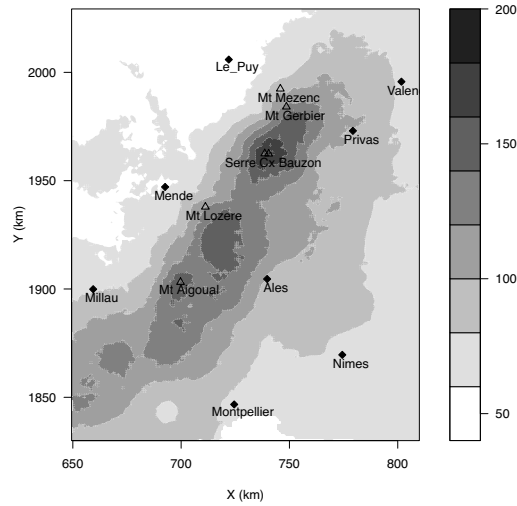 200
2000
Le_Puy
Mt Mezenc
Valen
Mt Gerbier
Privas
150
Serre Cx Bauzon
1950
Mende
Mt Lozere
Y (km)
1900
Millau
Mt Aigoual
Ales
100
Nimes
1850
Montpellier
50
650
700
750
800
X (km)